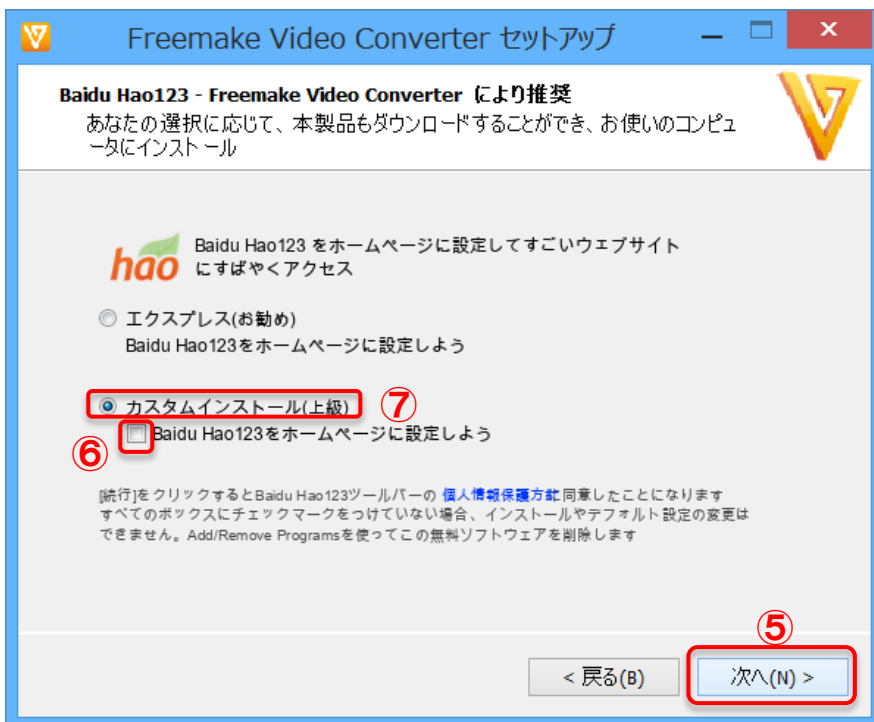 Freemake Video Converter セットアップ
Baidu Hao123 - Freemake Video Converter により推奨
あなたの選択に応じて、本製品もダウンロードすることができ、お使いのコンピュ
ータにインストール
hao
Baidu Hao123 をホームページに設定してすごいウェブサイト
にすばやくアクセス
エクスプレス(お勧め)
Baidu Hao123をホームページに設定しよう
カスタムインストール(上級) ⑦
⑥ Baidu Hao123をホームページに設定しよう
[続行]をクリックするとBaidu Hao123ツールバーの 個人情報保護方針同意したことになります
すべてのボックスにチェックマークをつけていない場合、インストールやデフォルト設定の変更は
できません。Add/Remove Programsを使ってこの無料ソフトウェアを削除します
⑤
< 戻る(B) 次へ(N) >